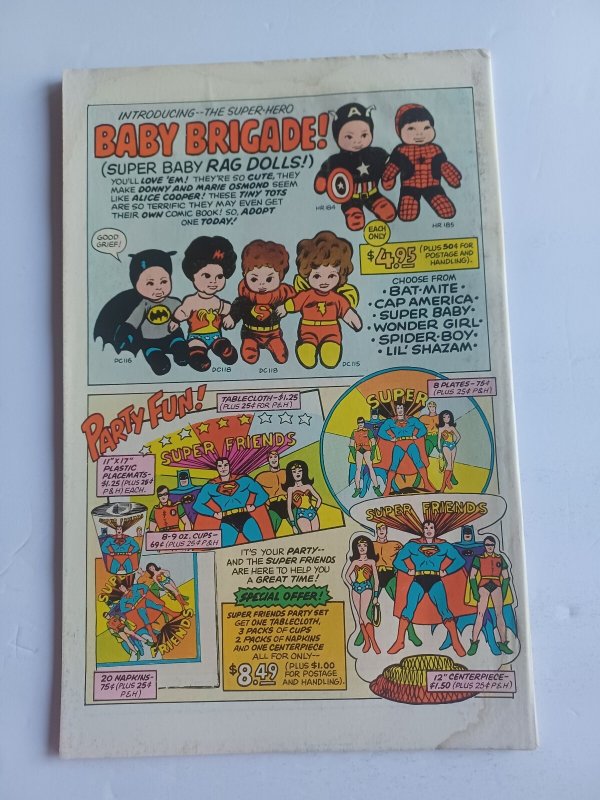 INTRODUCING--THE SUPER-HERO
BABY BRIGADE!
(SUPER BABY RAG DOLLS!)
YOU'LL LOVE 'EM! THEY'RE SO CUTE, THEY
MAKE DONNY AND MARIE OSMOND SEEM
LIKE ALICE COOPER! THESE TINY TOTS
ARE SO TERRIFIC THEY MAY EVEN GET
THEIR OWN COMIC BOOK! SO, ADOPT
ONE TODAY!
A
HR 184
HR 185
EACH
ONLY
$4.95
(PLUS 50¢ FOR
POSTAGE AND
HANDLING).
GOOD
GRIEF!
DC116
DC118
DC113
DC115
CHOOSE FROM
•BAT-MITE•
•CAP AMERICA•
•SUPER BABY•
•WONDER GIRL•
•SPIDER-BOY•
•LIL' SHAZAM•
PARTY FUN!
TABLECLOTH-$1.25
(PLUS 25¢ FOR P&H)
SUPER FRIENDS
11"X17"
PLASTIC
PLACEMATS-
$1.25 (PLUS 25¢
P&H) EACH.
8-9 OZ. CUPS-
69¢ (PLUS 25¢ P&H)
8 PLATES-75¢
(PLUS 25¢ P&H)
SUPER
SUPER FRIENDS
IT'S YOUR PARTY--
AND THE SUPER FRIENDS
ARE HERE TO HELP YOU
A GREAT TIME!
SPECIAL OFFER!
SUPER FRIENDS PARTY SET
GET ONE TABLECLOTH,
3 PACKS OF CUPS
2 PACKS OF NAPKINS
AND ONE CENTERPIECE
ALL FOR ONLY--
$8.49
(PLUS $1.00
FOR POSTAGE
AND HANDLING).
SUPER
FRIENDS
20 NAPKINS-
75¢ (PLUS 25¢
P&H)
12" CENTERPIECE-
$1.50 (PLUS 25¢ P&H)